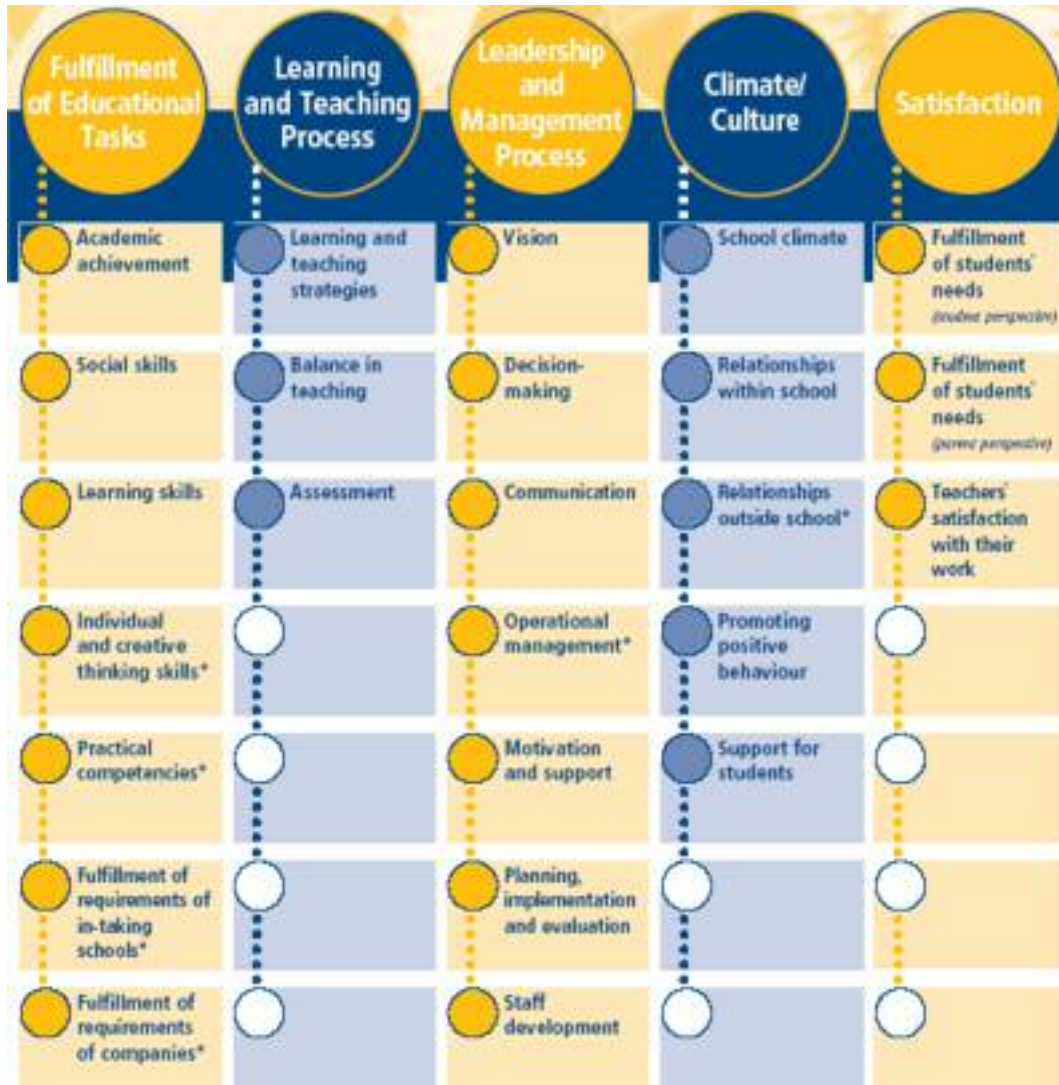 Fulfillment
of Educational
Tasks
Learning
and Teaching
Process
Leadership
and
Management
Process
Climate/
Culture
Satisfaction
Academic
achievement
Social skills
Learning skills
Individual
and creative
thinking skills*
Practical
competencies*
Fulfillment of
requirements of
in-taking
schools*
Fulfillment of
requirements
of companies*
Learning and
teaching
strategies
Balance in
teaching
Assessment
Vision
Decision-
making
Communication
Operational
management*
Motivation
and support
Planning,
implementation
and evaluation
Staff
development
School climate
Relationships
within school
Relationships
outside school*
Promoting
positive
behaviour
Support for
students
Fulfillment
of students'
needs
(student perspective)
Fulfillment
of students'
needs
(parent perspective)
Teachers'
satisfaction
with their
work